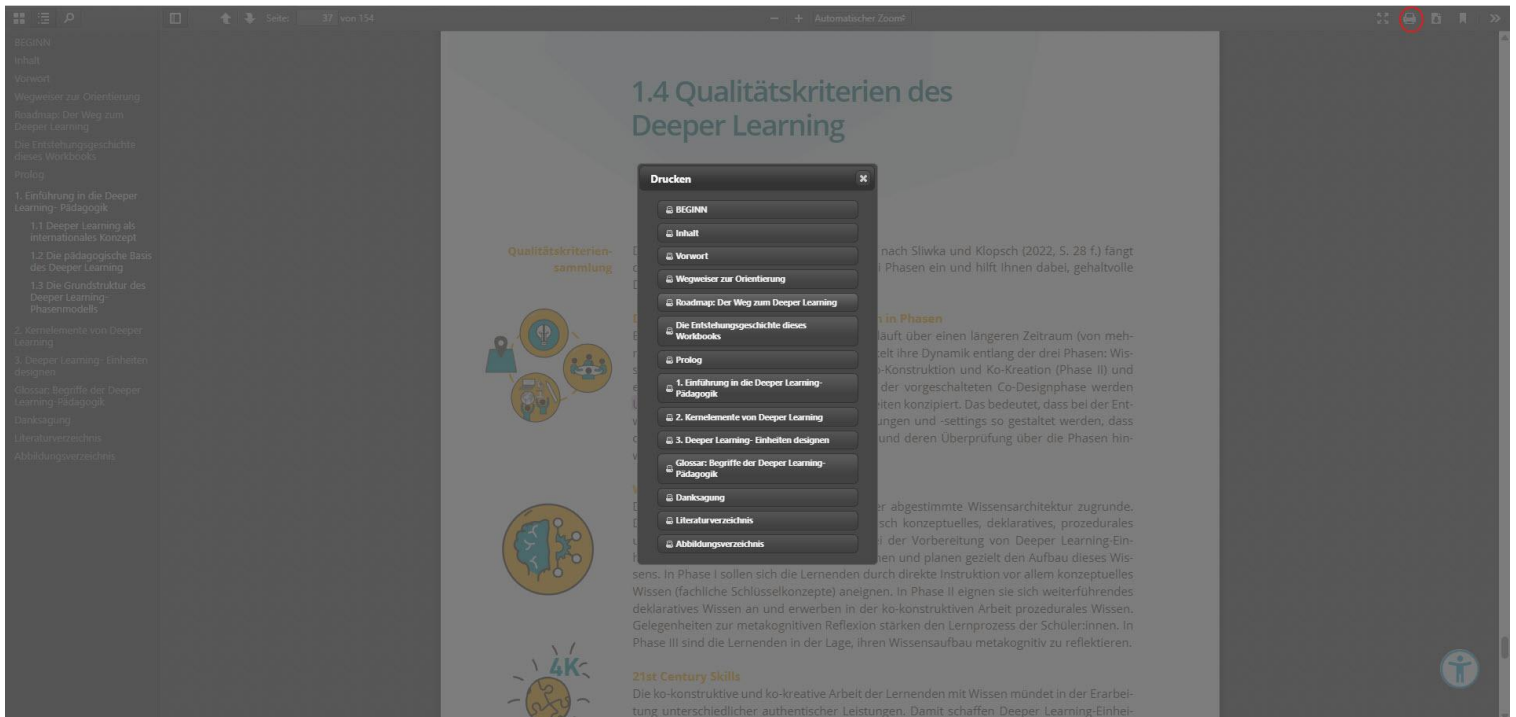 Seite: 37 von 154
Automatischer Zoom
BEGINN
Inhalt
Vorwort
Wegweiser zur Orientierung
Roadmap: Der Weg zum
Deeper Learning
Die Entstehungsgeschichte
dieses Workbooks
Prolog
1. Einführung in die Deeper
Learning- Pädagogik
1.1 Deeper Learning als
internationales Konzept
1.2 Die pädagogische Basis
des Deeper Learning
1.3 Die Grundstruktur des
Deeper Learning-
Phasenmodells
2. Kernelemente von Deeper
Learning
3. Deeper Learning- Einheiten
designen
Glossar: Begriffe der Deeper
Learning-Pädagogik
Danksagung
Literaturverzeichnis
Abbildungsverzeichnis
1.4 Qualitätskriterien des
Deeper Learning
Drucken
BEGINN
Inhalt
Vorwort
Wegweiser zur Orientierung
Roadmap: Der Weg zum Deeper Learning
Die Entstehungsgeschichte dieses
Workbooks
Prolog
1. Einführung in die Deeper Learning-
Pädagogik
2. Kernelemente von Deeper Learning
3. Deeper Learning- Einheiten designen
Glossar: Begriffe der Deeper Learning-
Pädagogik
Danksagung
Literaturverzeichnis
Abbildungsverzeichnis
Qualitätskriterien-
sammlung
nach Sliwka und Klopsch (2022, S. 28 f.) fängt
Phasen ein und hilft Ihnen dabei, gehaltvolle
in Phasen
läuft über einen längeren Zeitraum (von meh-
ihre Dynamik entlang der drei Phasen: Wis-
-Konstruktion und Ko-Kreation (Phase II) und
der vorgeschalteten Co-Designphase werden
konzipiert. Das bedeutet, dass bei der Ent-
und -settings so gestaltet werden, dass
und deren Überprüfung über die Phasen hin-
abgestimmte Wissensarchitektur zugrunde.
konzeptuelles, deklaratives, prozedurales
der Vorbereitung von Deeper Learning-Ein-
und planen gezielt den Aufbau dieses Wis-
sens. In Phase I sollen sich die Lernenden durch direkte Instruktion vor allem konzeptuelles
Wissen (fachliche Schlüsselkonzepte) aneignen. In Phase II eignen sie sich weiterführendes
deklaratives Wissen an und erwerben in der ko-konstruktiven Arbeit prozedurales Wissen.
Gelegenheiten zur metakognitiven Reflexion stärken den Lernprozess der Schüler:innen. In
Phase III sind die Lernenden in der Lage, ihren Wissensaufbau metakognitiv zu reflektieren.
4K
21st Century Skills
Die ko-konstruktive und ko-kreative Arbeit der Lernenden mit Wissen mündet in der Erarbei-
tung unterschiedlicher authentischer Leistungen. Damit schaffen Deeper Learning-Einhei-